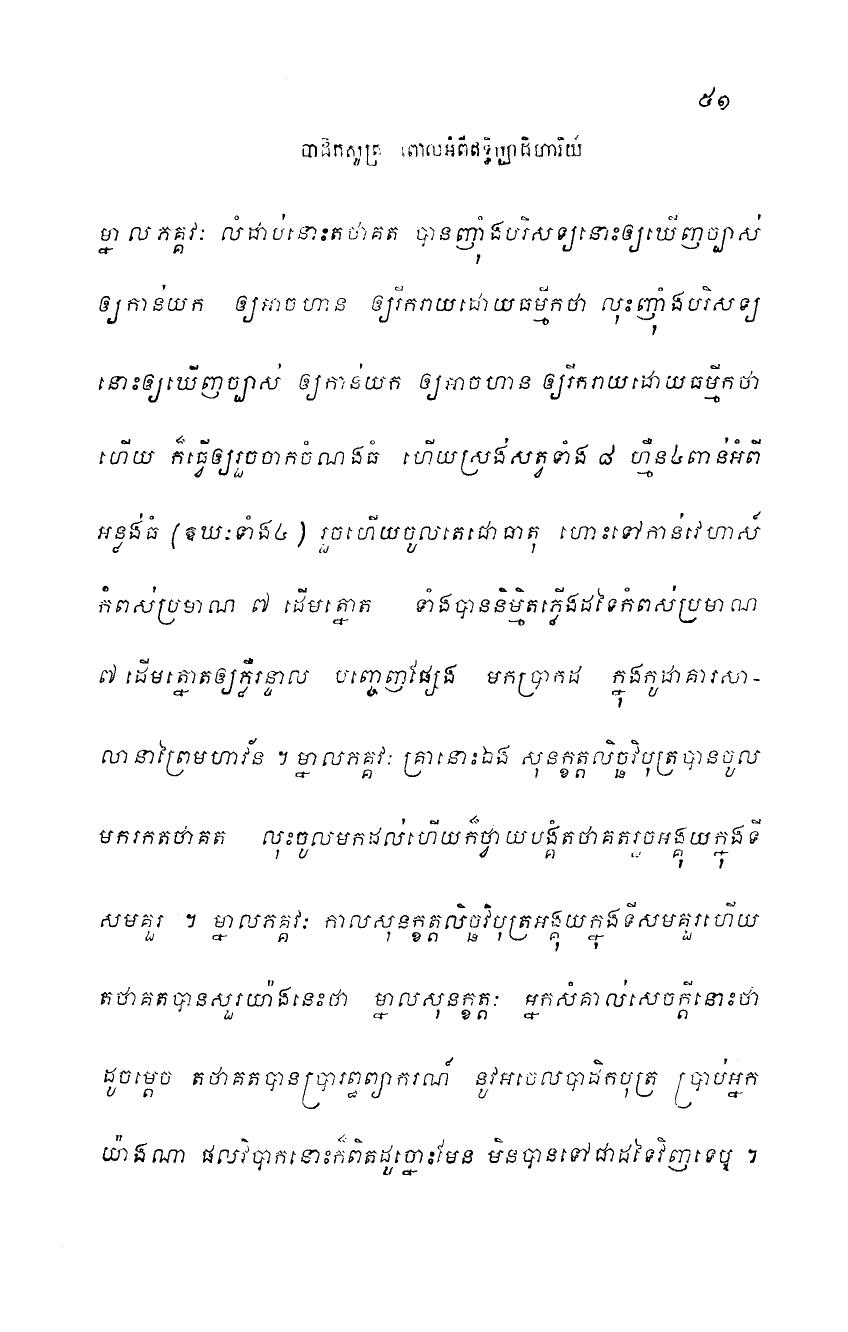 ៥១
បាដិកសូត្រ ពោលអំពីឥទ្ធិប្បាដិហារិយ៍
ម្នាលភគ្គវៈ លំដាប់នោះតថាគត បានញ៉ាំងបរិសទ្យនោះឲ្យឃើញច្បាស់
ឲ្យកាន់យក ឲ្យអាចហាន ឲ្យរីករាយដោយធម្មីកថា លុះញ៉ាំងបរិសទ្យ
នោះឲ្យឃើញច្បាស់ ឲ្យកាន់យក ឲ្យអាចហាន ឲ្យរីករាយដោយធម្មីកថា
ហើយ ក៏ធ្វើឲ្យរួចចាកចំណងធំ ហើយស្រង់សត្វទាំង ៨ ហ្មឺន៤ពាន់អំពី
អន្លង់ធំ (ឱឃៈទាំង៤) រួចហើយចូលតេជោធាតុ ហោះទៅកាន់វេហាស៍
កំពស់ប្រមាណ ៧ ដើមត្នោត ទាំងបាននិម្មិតភ្លើងដទៃកំពស់ប្រមាណ
៧ ដើមត្នោតឲ្យភ្លឺរន្ទាល បញ្ចេញផ្សែង មកប្រាកដ ក្នុងកូដាគារសា-
លានាព្រៃមហាវ័ន ។ ម្នាលភគ្គវៈ គ្រានោះឯង សុនក្ខត្តលិច្ឆវិបុត្របានចូល
មករកតថាគត លុះចូលមកដល់ហើយក៏ថ្វាយបង្គំតថាគតរួចអង្គុយក្នុងទី
សមគួរ ។ ម្នាលភគ្គវៈ កាលសុនក្ខត្តលិច្ឆវិបុត្រអង្គុយក្នុងទីសមគួរហើយ
តថាគតបានសួរយ៉ាងនេះថា ម្នាលសុនក្ខត្តៈ អ្នកសំគាល់សេចក្តីនោះថា
ដូចម្តេច តថាគតបានប្រារព្ធព្យាករណ៍ នូវអចេលបាដិកបុត្រ ប្រាប់អ្នក
យ៉ាងណា ផលវិបាកនោះក៏ពិតដូច្នោះមែន មិនបានទៅជាដទៃវិញទេឬ ។